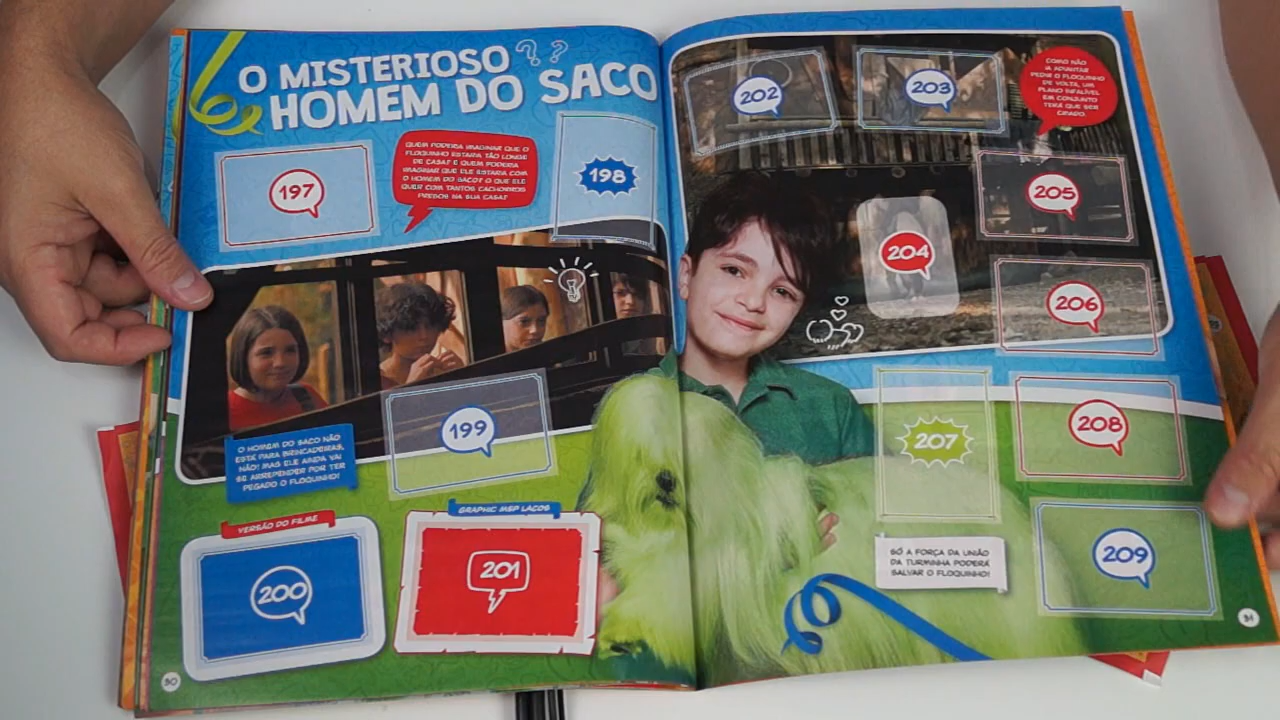 O MISTERIOSO ??
HOMEM DO SACO
197
QUEM PODERIA IMAGINAR QUE O
FLOQUINHO ESTARIA TÃO LONGE
DE CASA? E QUEM PODERIA
IMAGINAR QUE ELE ESTARIA COM
O HOMEM DO SACO? O QUE ELE
QUER COM TANTOS CACHORROS
PRESOS NA SUA CASA?
198
199
O HOMEM DO SACO NÃO
ESTÁ PARA BRINCADEIRAS,
NÃO! MAS ELE AINDA VAI
SE ARREPENDER POR TER
PEGADO O FLOQUINHO!
VERSÃO DO FILME
200
GRAPHIC MSP LAÇOS
201
30
202
203
COMO NÃO
IA ADIANTAR
PEDIR O FLOQUINHO
DE VOLTA, UM
PLANO INFALÍVEL
EM CONJUNTO
TERÁ QUE SER
CRIADO.
204
205
206
207
208
SÓ A FORÇA DA UNIÃO
DA TURMINHA PODERÁ
SALVAR O FLOQUINHO!
209
31